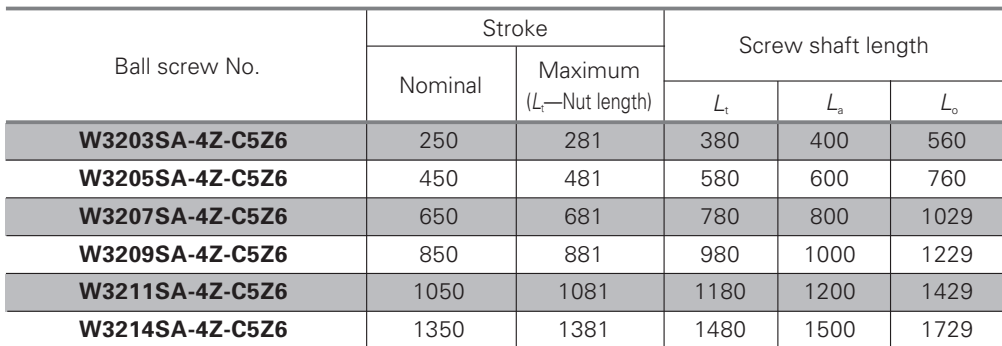 Ball screw No. Stroke Screw shaft length
Nominal Maximum
(Lt—Nut length) Lt La Lo
W3203SA-4Z-C5Z6 250 281 380 400 560
W3205SA-4Z-C5Z6 450 481 580 600 760
W3207SA-4Z-C5Z6 650 681 780 800 1029
W3209SA-4Z-C5Z6 850 881 980 1000 1229
W3211SA-4Z-C5Z6 1050 1081 1180 1200 1429
W3214SA-4Z-C5Z6 1350 1381 1480 1500 1729